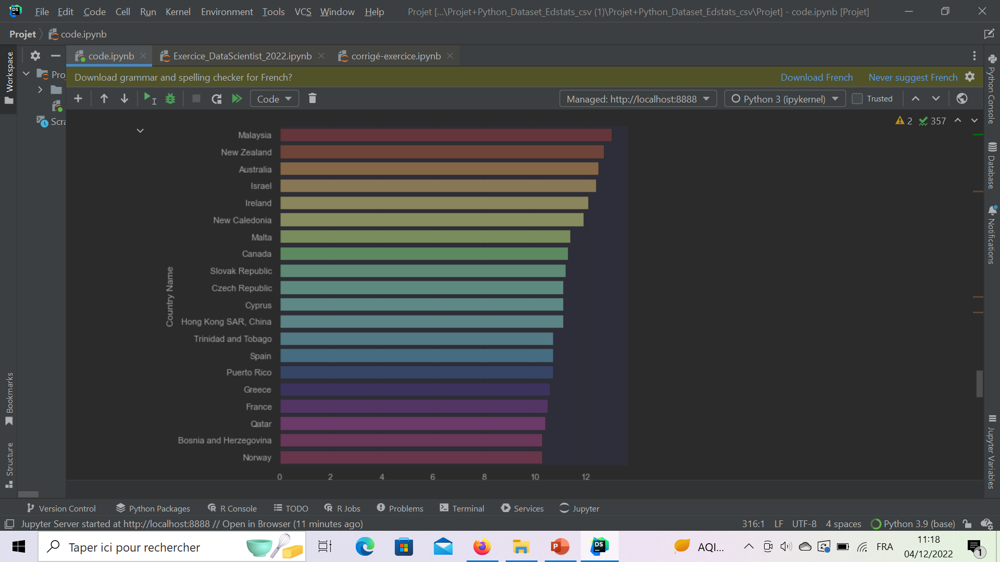 File Edit Code Cell Run Kernel Environment Tools VCS Window Help Projet [...\Projet+Python_Dataset_Edstats_csv (1)\Projet+Python_Dataset_Edstats_csv\Projet] - code.ipynb [Projet]
Projet code.ipynb
code.ipynb Exercice_DataScientist_2022.ipynb corrigé-exercice.ipynb
Download grammar and spelling checker for French? Download French Never suggest French
Code Managed: http://localhost:8888 Python 3 (ipykernel) Trusted
2 357
Workspace
Proj
Scra
Bookmarks
Structure
Country Name
Malaysia
New Zealand
Australia
Israel
Ireland
New Caledonia
Malta
Canada
Slovak Republic
Czech Republic
Cyprus
Hong Kong SAR, China
Trinidad and Tobago
Spain
Puerto Rico
Greece
France
Qatar
Bosnia and Herzegovina
Norway
0 2 4 6 8 10 12
Python Console
Database
Notifications
Jupyter Variables
Version Control Python Packages R Console TODO R Jobs Problems Terminal Services Jupyter
Jupyter Server started at http://localhost:8888 // Open in Browser (11 minutes ago) 316:1 LF UTF-8 4 spaces Python 3.9 (base)
Taper ici pour rechercher DS AQI... FRA 11:18
04/12/2022 1